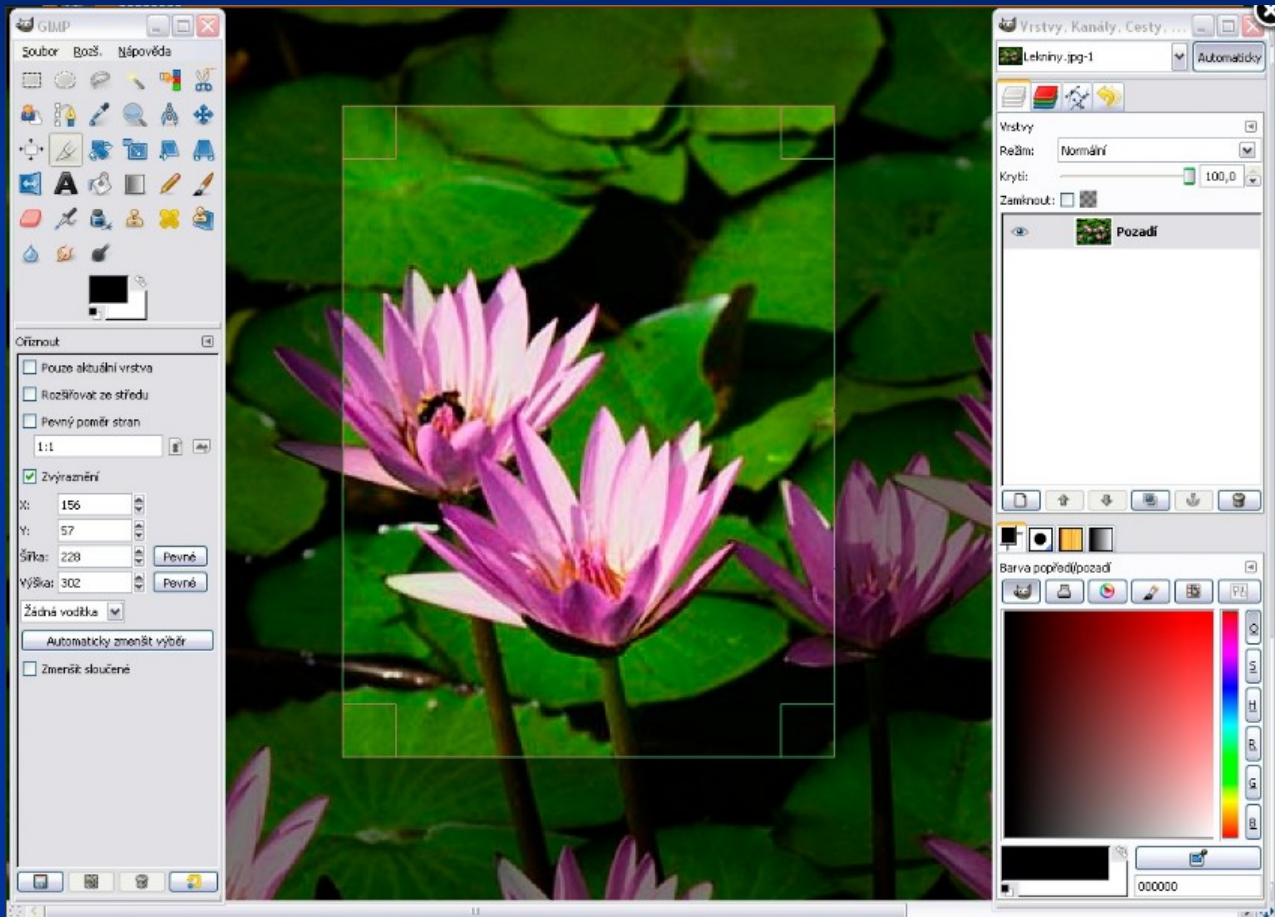 GIMP
Soubor Rozš. Nápověda
Oříznout
Pouze aktuální vrstva
Rozšiřovat ze středu
Pevný poměr stran
1:1
Zvýraznění
X: 156
Y: 57
Šířka: 228 Pevné
Výška: 302 Pevné
Žádná vodítka
Automaticky zmenšit výběr
Zmenšit sloučené
Vrstvy, Kanály, Cesty, ...
Lekníny.jpg-1 Automaticky
Vrstvy
Režim: Normální
Krytí: 100,0
Zamknout:
Pozadí
Barva popředí/pozadí
O
S
H
R
G
B
000000